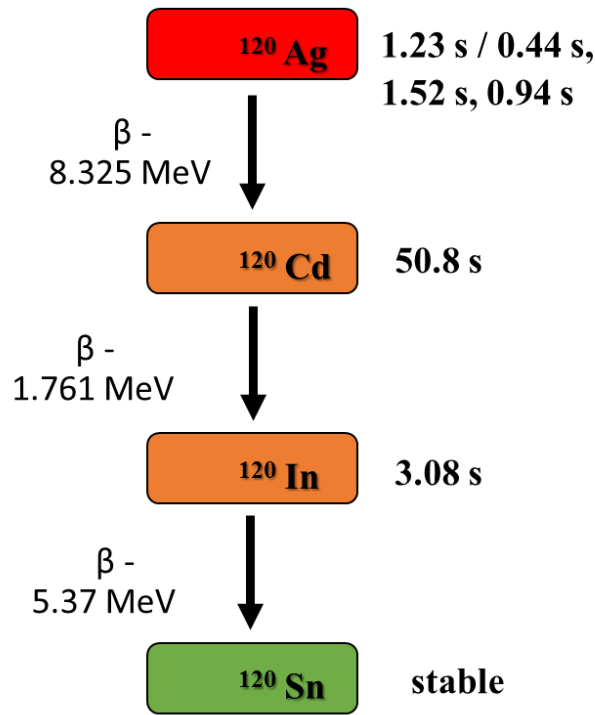 ¹²⁰ Ag
1.23 s / 0.44 s,
1.52 s, 0.94 s
β -
8.325 MeV
¹²⁰ Cd
50.8 s
β -
1.761 MeV
¹²⁰ In
3.08 s
β -
5.37 MeV
¹²⁰ Sn
stable